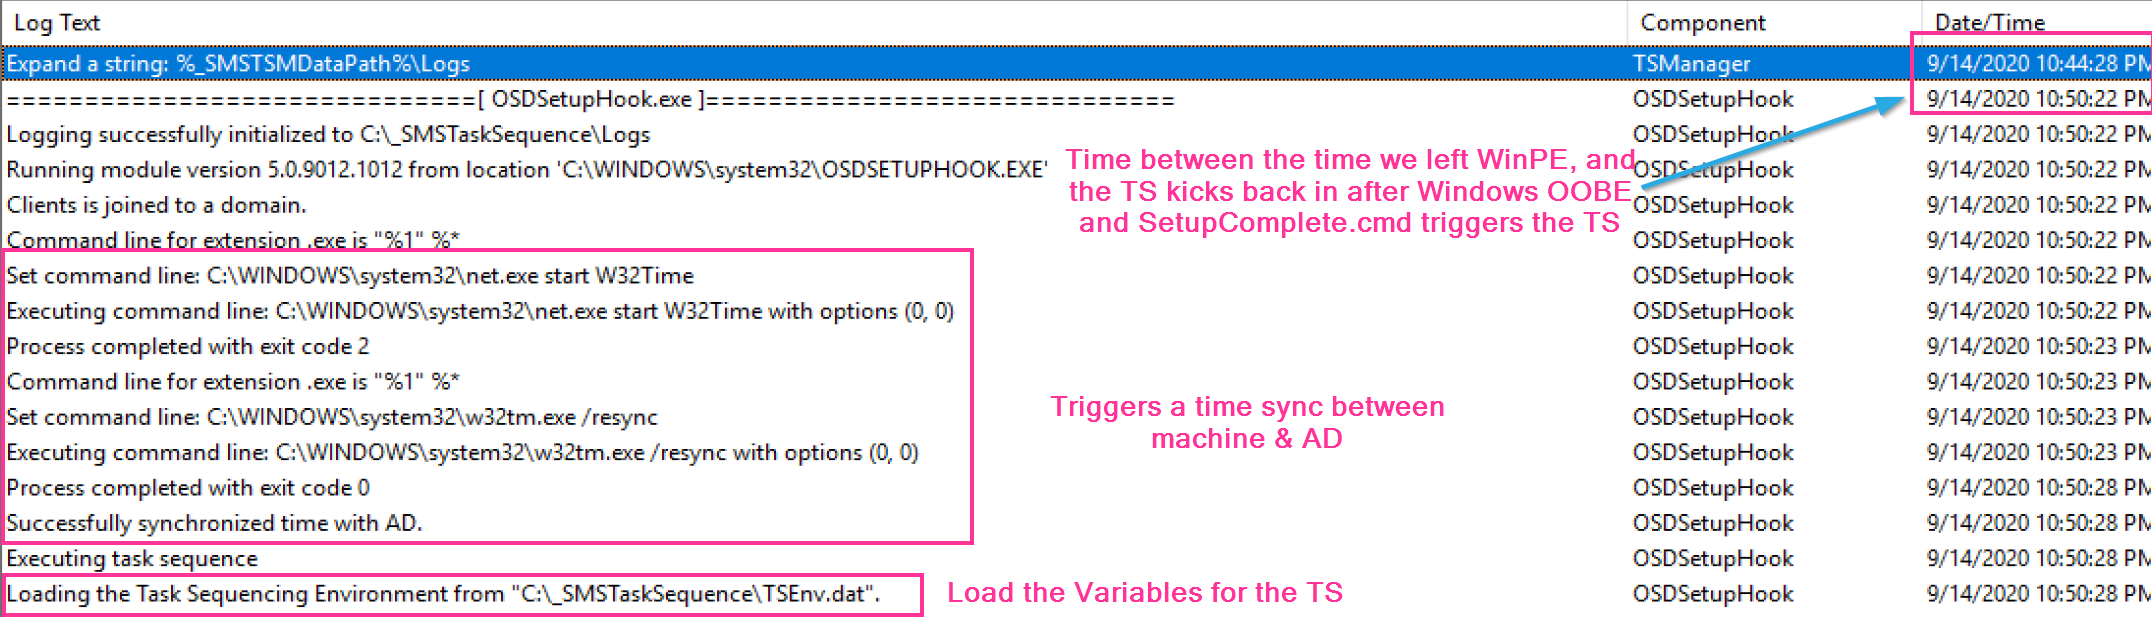 Log Text Component Date/Time
Expand a string: %_SMSTSMDataPath%\Logs TSManager 9/14/2020 10:44:28 PM
==============================[ OSDSetupHook.exe ]============================== OSDSetupHook 9/14/2020 10:50:22 PM
Logging successfully initialized to C:\_SMSTaskSequence\Logs OSDSetupHook 9/14/2020 10:50:22 PM
Running module version 5.0.9012.1012 from location 'C:\WINDOWS\system32\OSDSETUPHOOK.EXE' OSDSetupHook 9/14/2020 10:50:22 PM
Clients is joined to a domain. OSDSetupHook 9/14/2020 10:50:22 PM
Command line for extension .exe is "%1" %* OSDSetupHook 9/14/2020 10:50:22 PM
Time between the time we left WinPE, and
the TS kicks back in after Windows OOBE
and SetupComplete.cmd triggers the TS
Set command line: C:\WINDOWS\system32\net.exe start W32Time OSDSetupHook 9/14/2020 10:50:22 PM
Executing command line: C:\WINDOWS\system32\net.exe start W32Time with options (0, 0) OSDSetupHook 9/14/2020 10:50:22 PM
Process completed with exit code 2 OSDSetupHook 9/14/2020 10:50:23 PM
Command line for extension .exe is "%1" %* OSDSetupHook 9/14/2020 10:50:23 PM
Set command line: C:\WINDOWS\system32\w32tm.exe /resync OSDSetupHook 9/14/2020 10:50:23 PM
Executing command line: C:\WINDOWS\system32\w32tm.exe /resync with options (0, 0) OSDSetupHook 9/14/2020 10:50:23 PM
Process completed with exit code 0 OSDSetupHook 9/14/2020 10:50:28 PM
Successfully synchronized time with AD. OSDSetupHook 9/14/2020 10:50:28 PM
Triggers a time sync between
machine & AD
Executing task sequence OSDSetupHook 9/14/2020 10:50:28 PM
Loading the Task Sequencing Environment from "C:\_SMSTaskSequence\TSEnv.dat". OSDSetupHook 9/14/2020 10:50:28 PM
Load the Variables for the TS